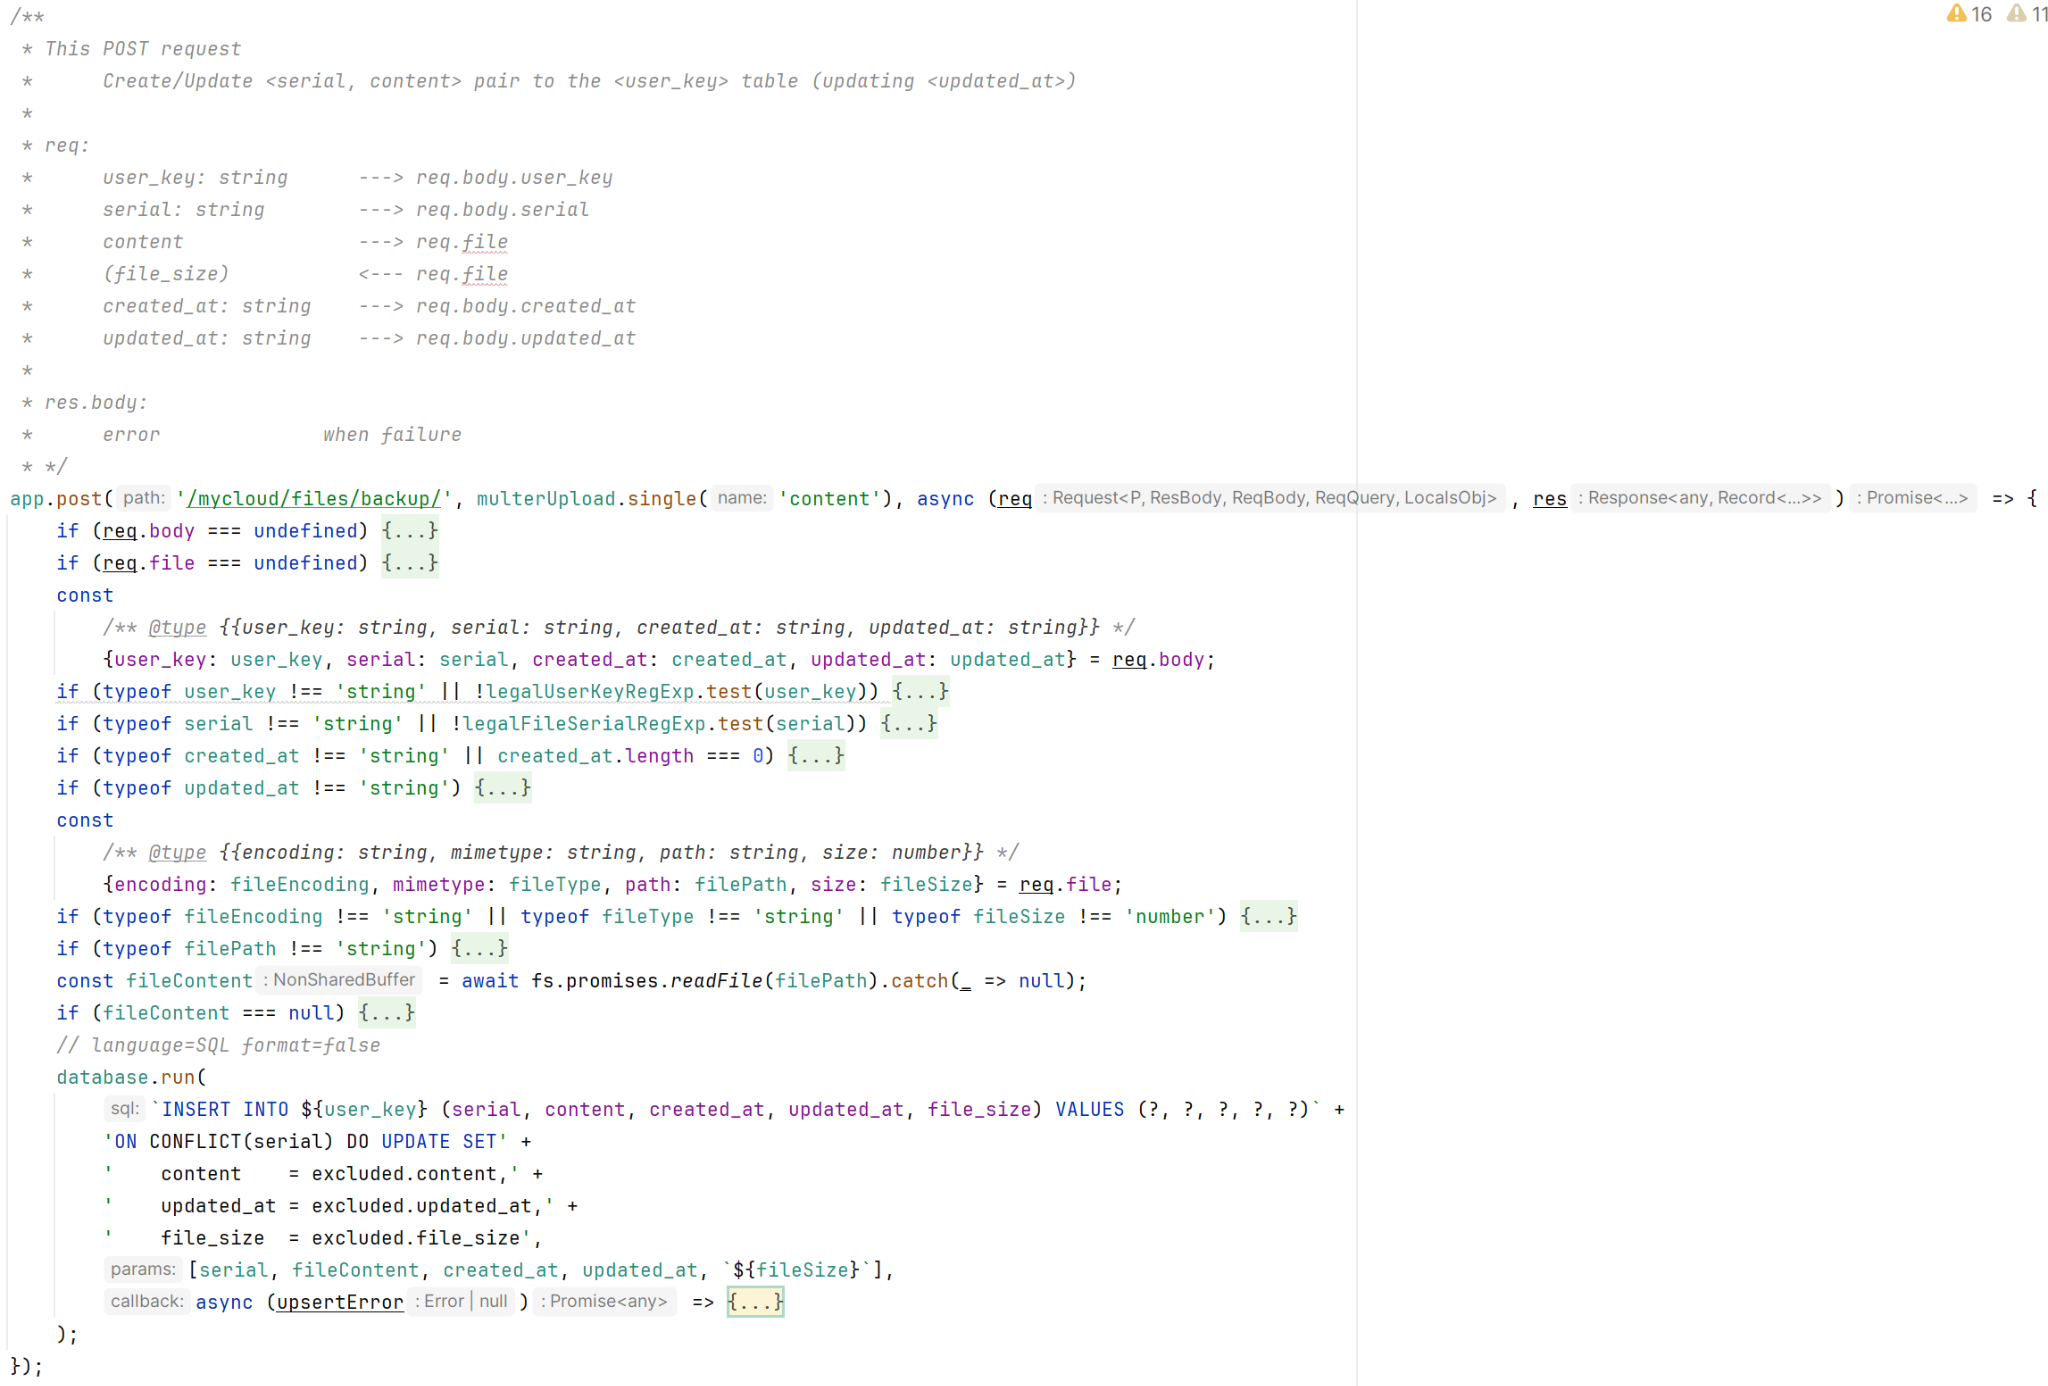 /**
⚠ 16 ⚠ 11
* This POST request
*      Create/Update <serial, content> pair to the <user_key> table (updating <updated_at>)
*
* req:
*      user_key: string      ---> req.body.user_key
*      serial: string        ---> req.body.serial
*      content               ---> req.file
*      (file_size)           <--- req.file
*      created_at: string    ---> req.body.created_at
*      updated_at: string    ---> req.body.updated_at
*
* res.body:
*      error              when failure
* */
app.post( path: '/mycloud/files/backup/', multerUpload.single( name: 'content'), async (req : Request<P, ResBody, ReqBody, ReqQuery, LocalsObj> , res : Response<any, Record<...>> ) : Promise<...> => {
    if (req.body === undefined) {...}
    if (req.file === undefined) {...}
    const
        /** @type {{user_key: string, serial: string, created_at: string, updated_at: string}} */
        {user_key: user_key, serial: serial, created_at: created_at, updated_at: updated_at} = req.body;
    if (typeof user_key !== 'string' || !legalUserKeyRegExp.test(user_key)) {...}
    if (typeof serial !== 'string' || !legalFileSerialRegExp.test(serial)) {...}
    if (typeof created_at !== 'string' || created_at.length === 0) {...}
    if (typeof updated_at !== 'string') {...}
    const
        /** @type {{encoding: string, mimetype: string, path: string, size: number}} */
        {encoding: fileEncoding, mimetype: fileType, path: filePath, size: fileSize} = req.file;
    if (typeof fileEncoding !== 'string' || typeof fileType !== 'string' || typeof fileSize !== 'number') {...}
    if (typeof filePath !== 'string') {...}
    const fileContent : NonSharedBuffer = await fs.promises.readFile(filePath).catch(_ => null);
    if (fileContent === null) {...}
    // language=SQL format=false
    database.run(
        sql: `INSERT INTO ${user_key} (serial, content, created_at, updated_at, file_size) VALUES (?, ?, ?, ?, ?)` +
        'ON CONFLICT(serial) DO UPDATE SET' +
        '    content    = excluded.content,' +
        '    updated_at = excluded.updated_at,' +
        '    file_size  = excluded.file_size',
        params: [serial, fileContent, created_at, updated_at, `${fileSize}`],
        callback: async (upsertError : Error | null ) : Promise<any> => {...}
    );
});